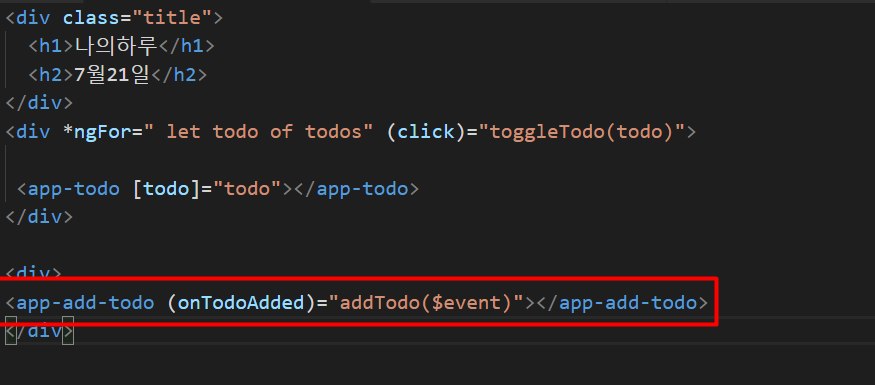 <div class="title">
<h1>나의하루</h1>
<h2>7월21일</h2>
</div>
<div *ngFor=" let todo of todos" (click)="toggleTodo(todo)">
<app-todo [todo]="todo"></app-todo>
</div>
<div>
<app-add-todo (onTodoAdded)="addTodo($event)"></app-add-todo>
</div>